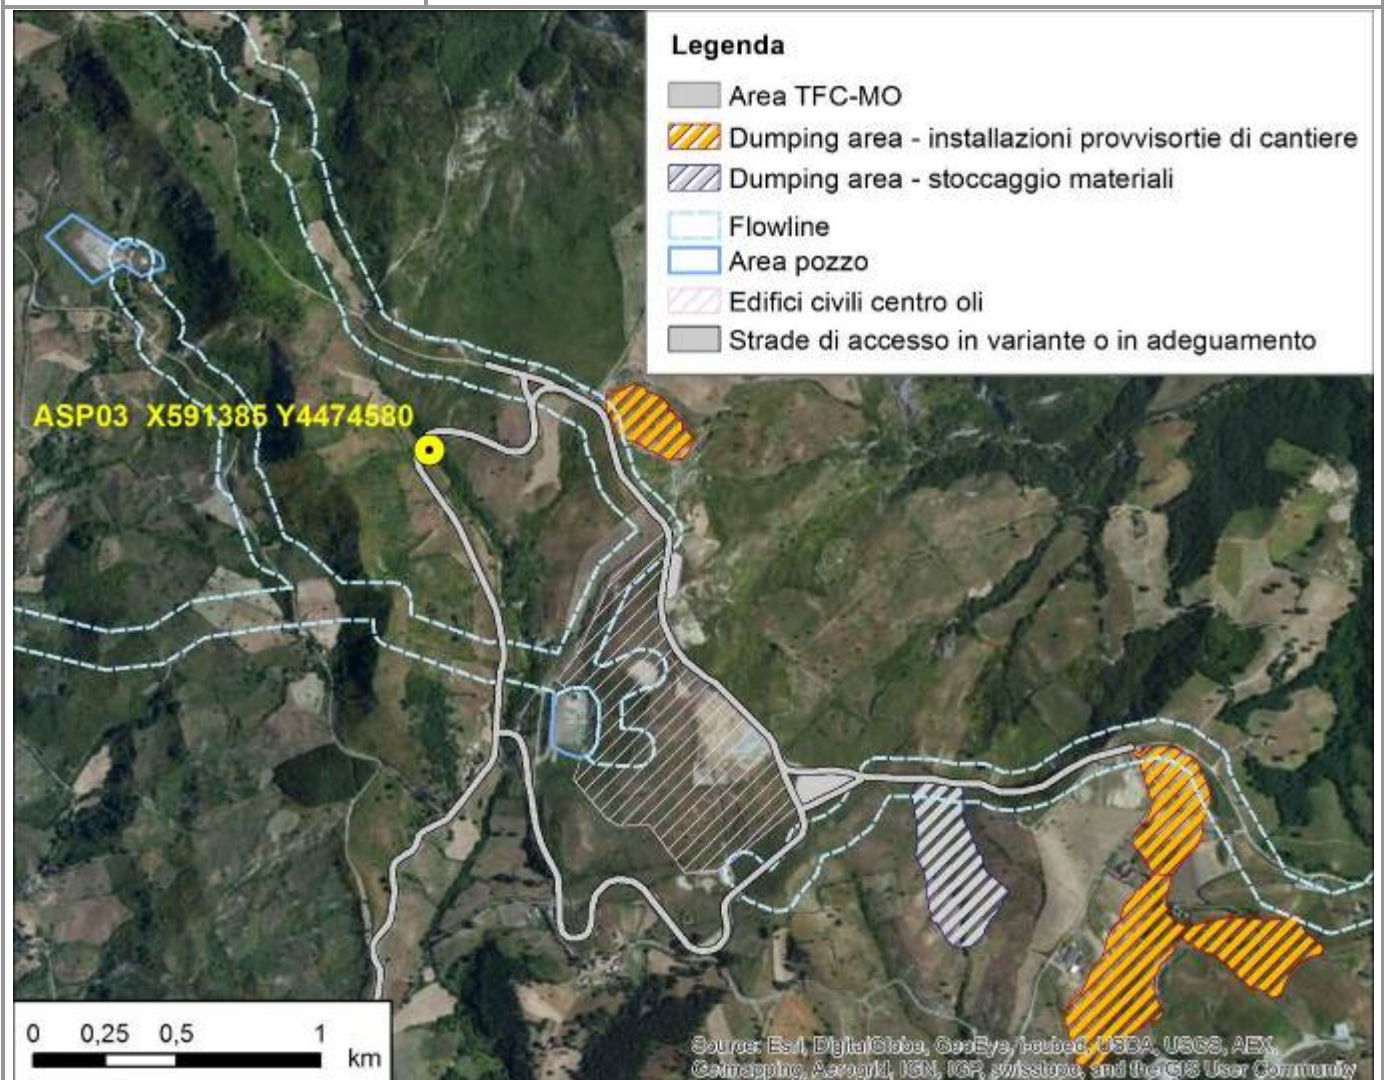 Legenda
Area TFC-MO
Dumping area - installazioni provvisortie di cantiere
Dumping area - stoccaggio materiali
Flowline
Area pozzo
Edifici civili centro oli
Strade di accesso in variante o in adeguamento
ASP03 X591385 Y4474580
0 0,25 0,5 1
km
Source: Esri, DigitalGlobe, GeoEye, i-cubed, USDA, USGS, AEX,
Getmapping, Aerogrid, IGN, IGP, swisstopo, and the GIS User Community